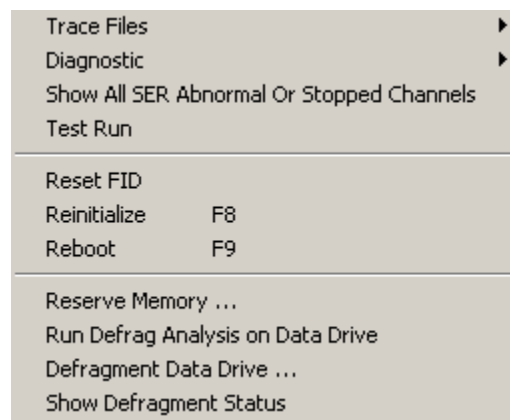 Trace Files
Diagnostic
Show All SER Abnormal Or Stopped Channels
Test Run
Reset FID
Reinitialize F8
Reboot F9
Reserve Memory ...
Run Defrag Analysis on Data Drive
Defragment Data Drive ...
Show Defragment Status